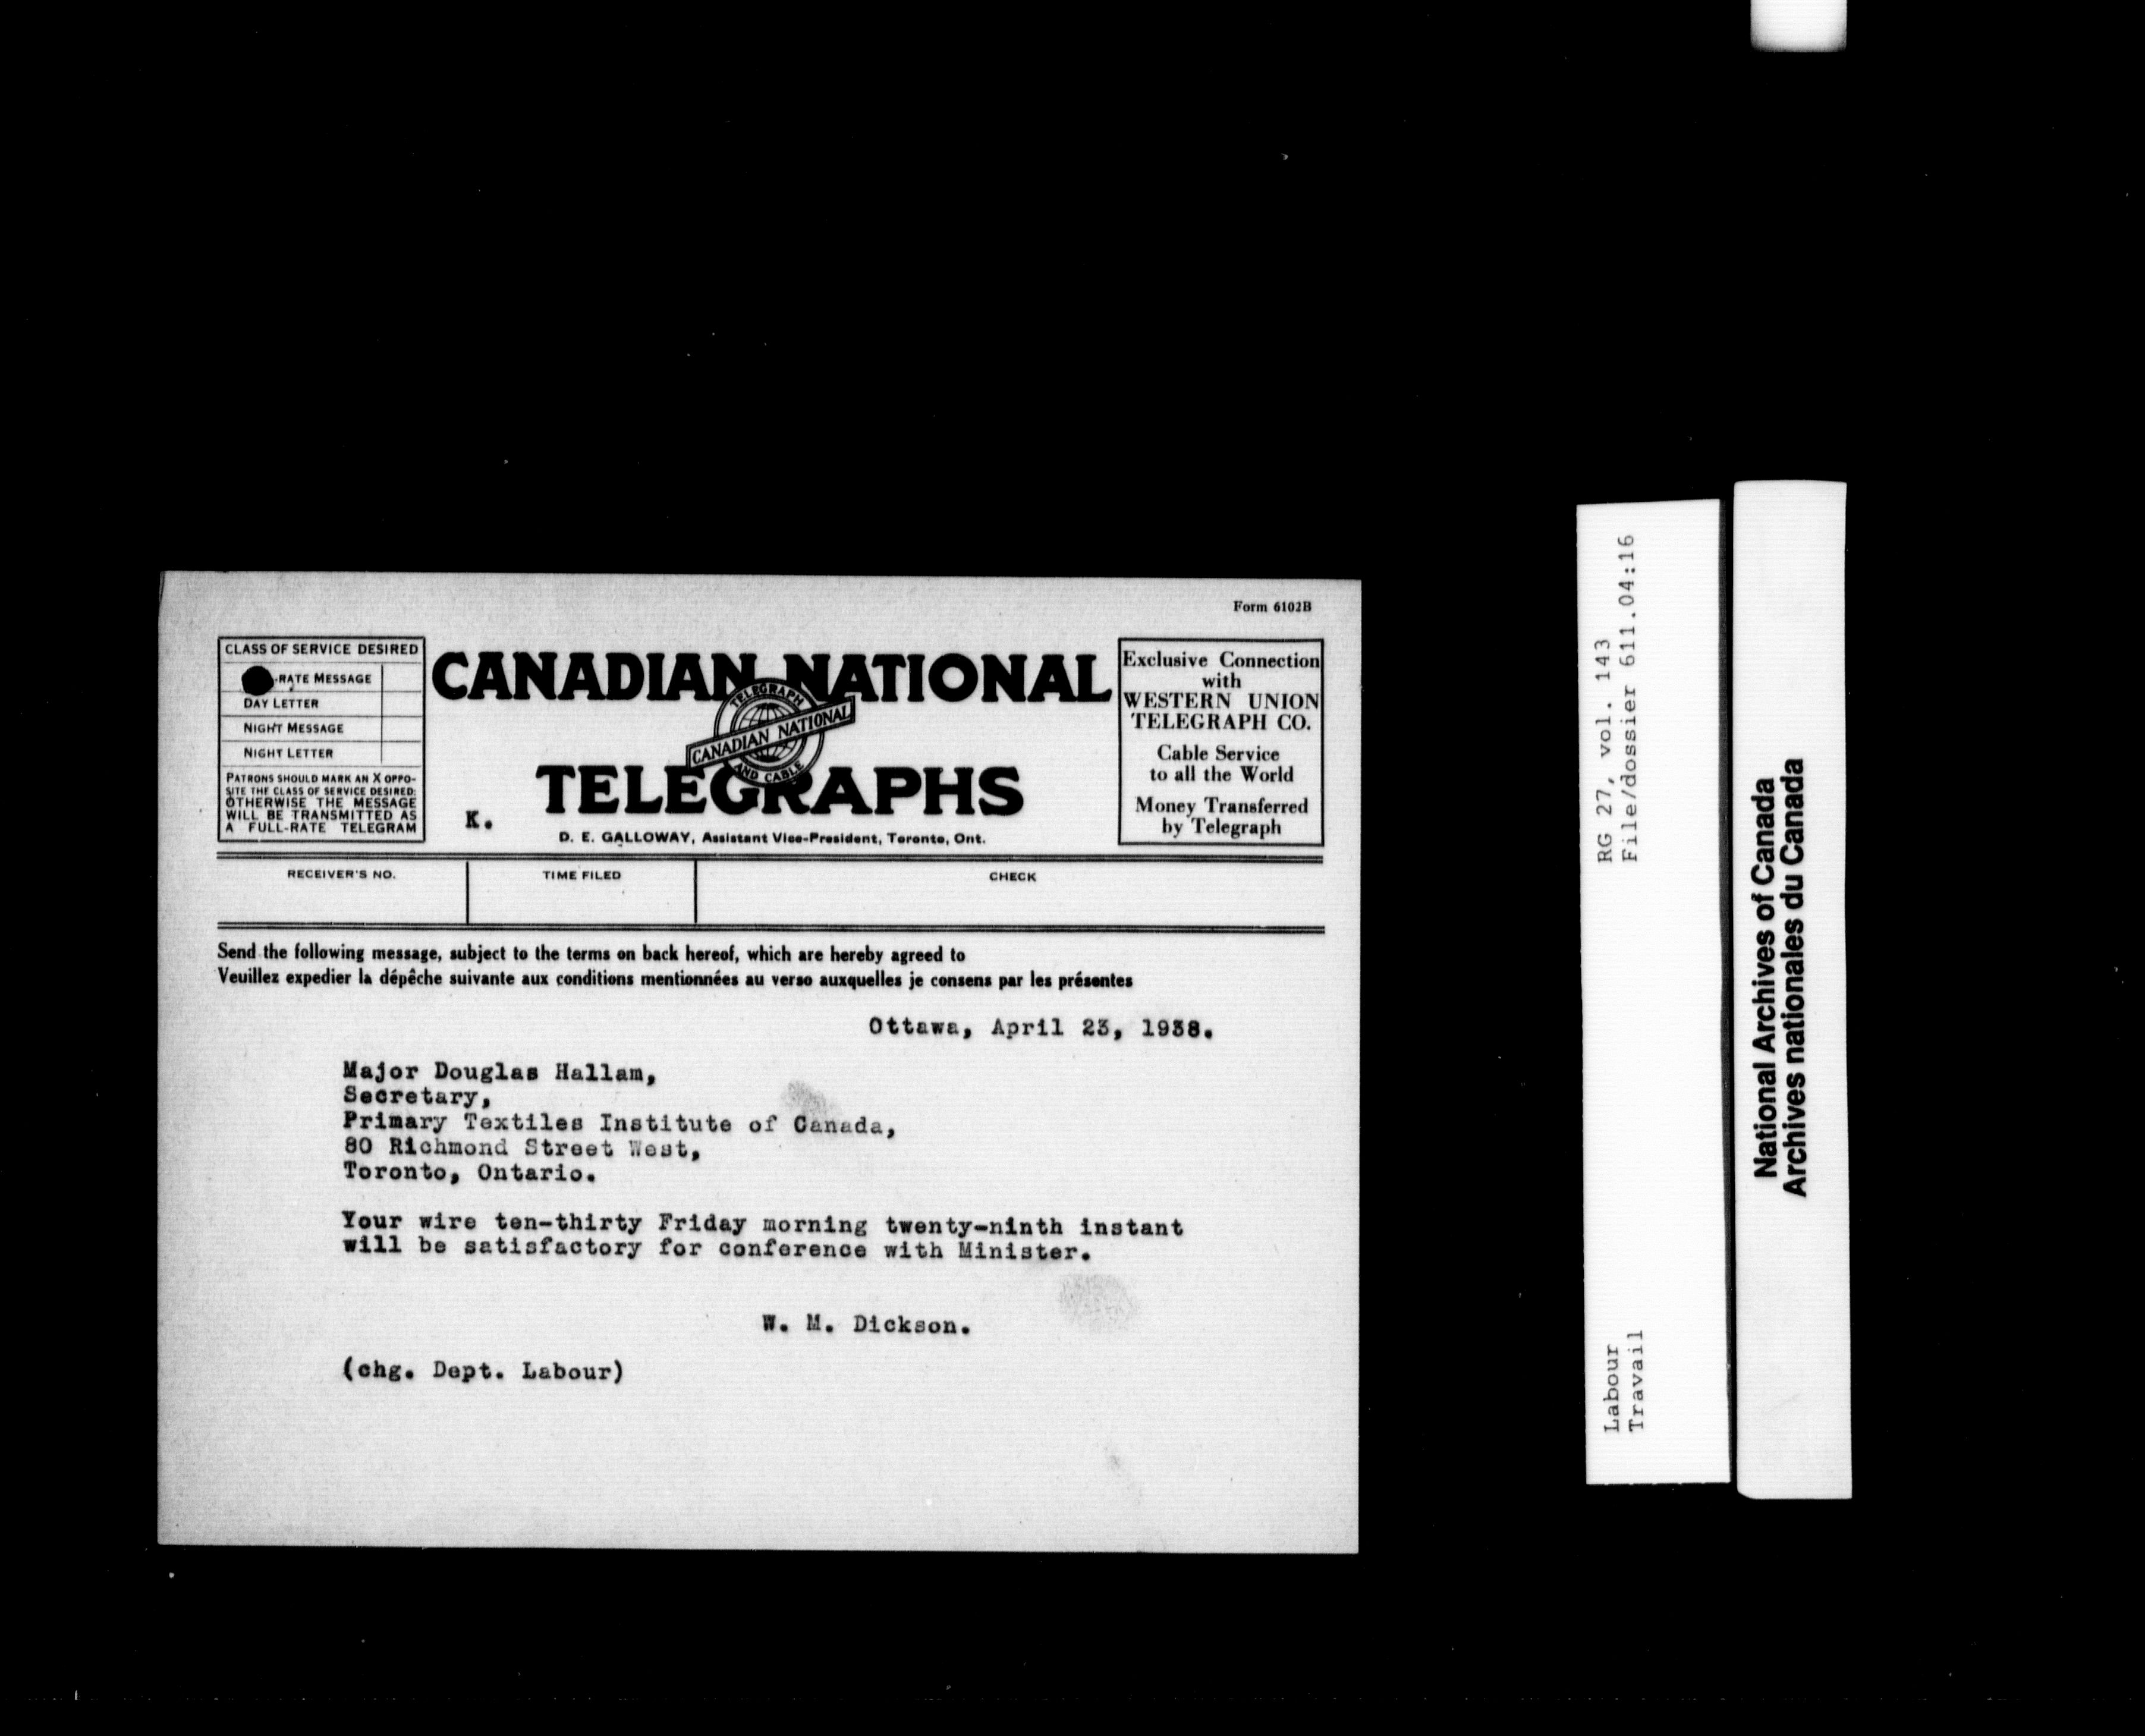 Form 6102B
CLASS OF SERVICE DESIRED
-RATE MESSAGE
DAY LETTER
NIGHT MESSAGE
NIGHT LETTER
PATRONS SHOULD MARK AN X OPPO-
SITE THE CLASS OF SERVICE DESIRED:
OTHERWISE THE MESSAGE
WILL BE TRANSMITTED AS
A FULL-RATE TELEGRAM
CANADIAN NATIONAL
TELEGRAPH
CANADIAN NATIONAL
AND CABLE
TELEGRAPHS
K.
D. E. GALLOWAY, Assistant Vice-President, Toronto, Ont.
Exclusive Connection
with
WESTERN UNION
TELEGRAPH CO.
Cable Service
to all the World
Money Transferred
by Telegraph
RECEIVER'S NO.
TIME FILED
CHECK
Send the following message, subject to the terms on back hereof, which are hereby agreed to
Veuillez expedier la dépêche suivante aux conditions mentionnées au verso auxquelles je consens par les présentes
Ottawa, April 23, 1938.
Major Douglas Hallam,
Secretary,
Primary Textiles Institute of Canada,
80 Richmond Street West,
Toronto, Ontario.
Your wire ten-thirty Friday morning twenty-ninth instant
will be satisfactory for conference with Minister.
W. M. Dickson.
(chg. Dept. Labour)
RG 27, vol. 143
File/dossier 611.04:16
Labour
Travail
National Archives of Canada
Archives nationales du Canada